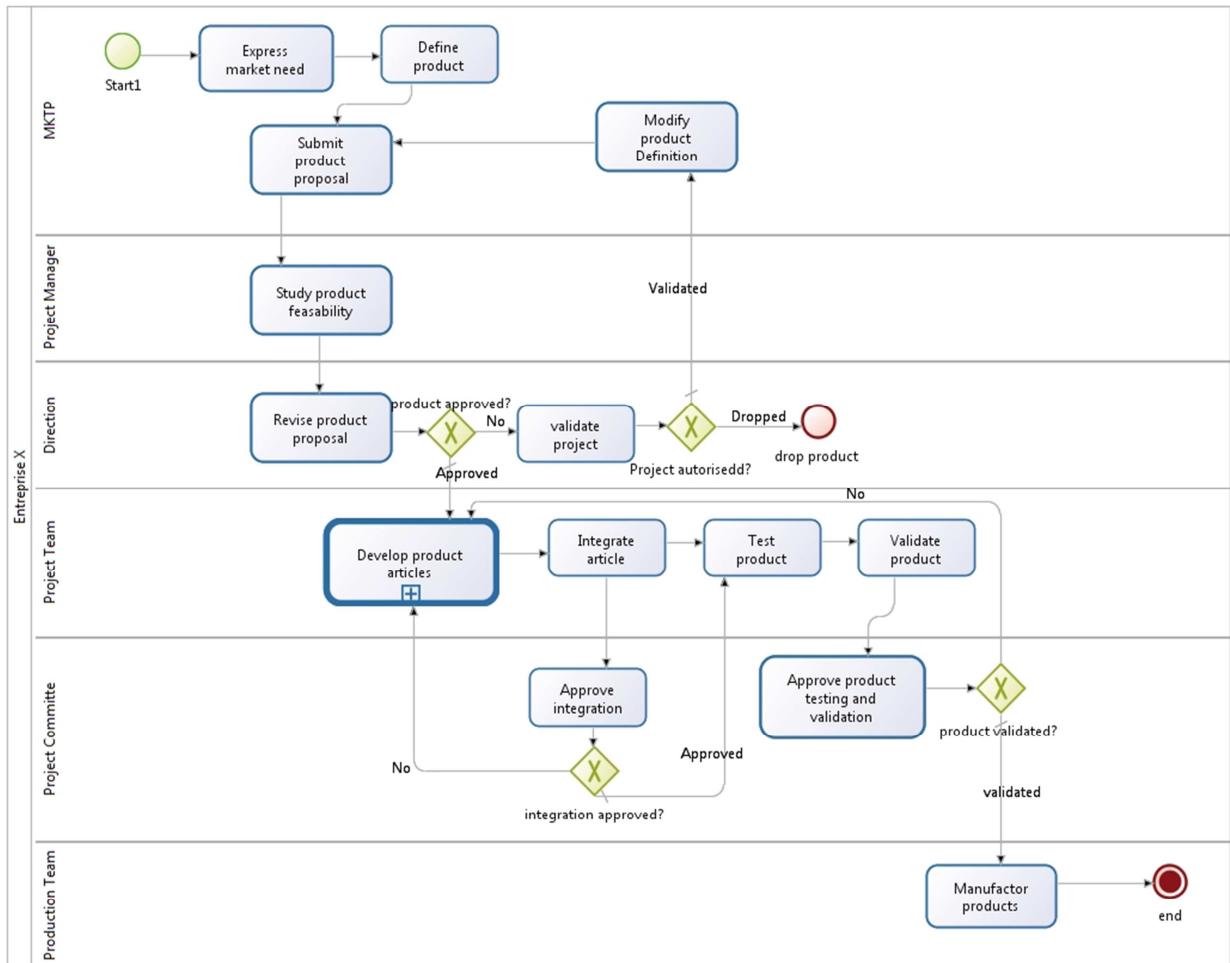 Entreprise X
MKTP
Start1
Express
market need
Define
product
Submit
product
proposal
Modify
product
Definition
Project Manager
Study product
feasability
Validated
Direction
Revise product
proposal
product approved?
No
Approved
validate
project
Project autorisedd?
Dropped
drop product
Project Team
No
Develop product
articles
Integrate
article
Test
product
Validate
product
Project Committe
Approve
integration
No
integration approved?
Approved
Approve product
testing and
validation
product validated?
validated
Production Team
Manufactor
products
end